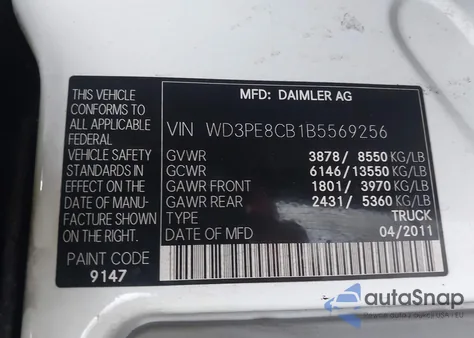 MFD: DAIMLER AG
THIS VEHICLE
CONFORMS TO ALL
APPLICABLE
FEDERAL
VEHICLE SAFETY
STANDARDS IN
EFFECT ON THE
DATE OF MANU-
FACTURE SHOWN
ON THE RIGHT.
PAINT CODE
9147
VIN WD3PE8CB1B5569256
GVWR 3878/ 8550 KG/LB
GCWR 6146/13550 KG/LB
GAWR FRONT 1801/ 3970 KG/LB
GAWR REAR 2431/ 5360 KG/LB
TYPE TRUCK
DATE OF MFD 04/2011
autoSnap